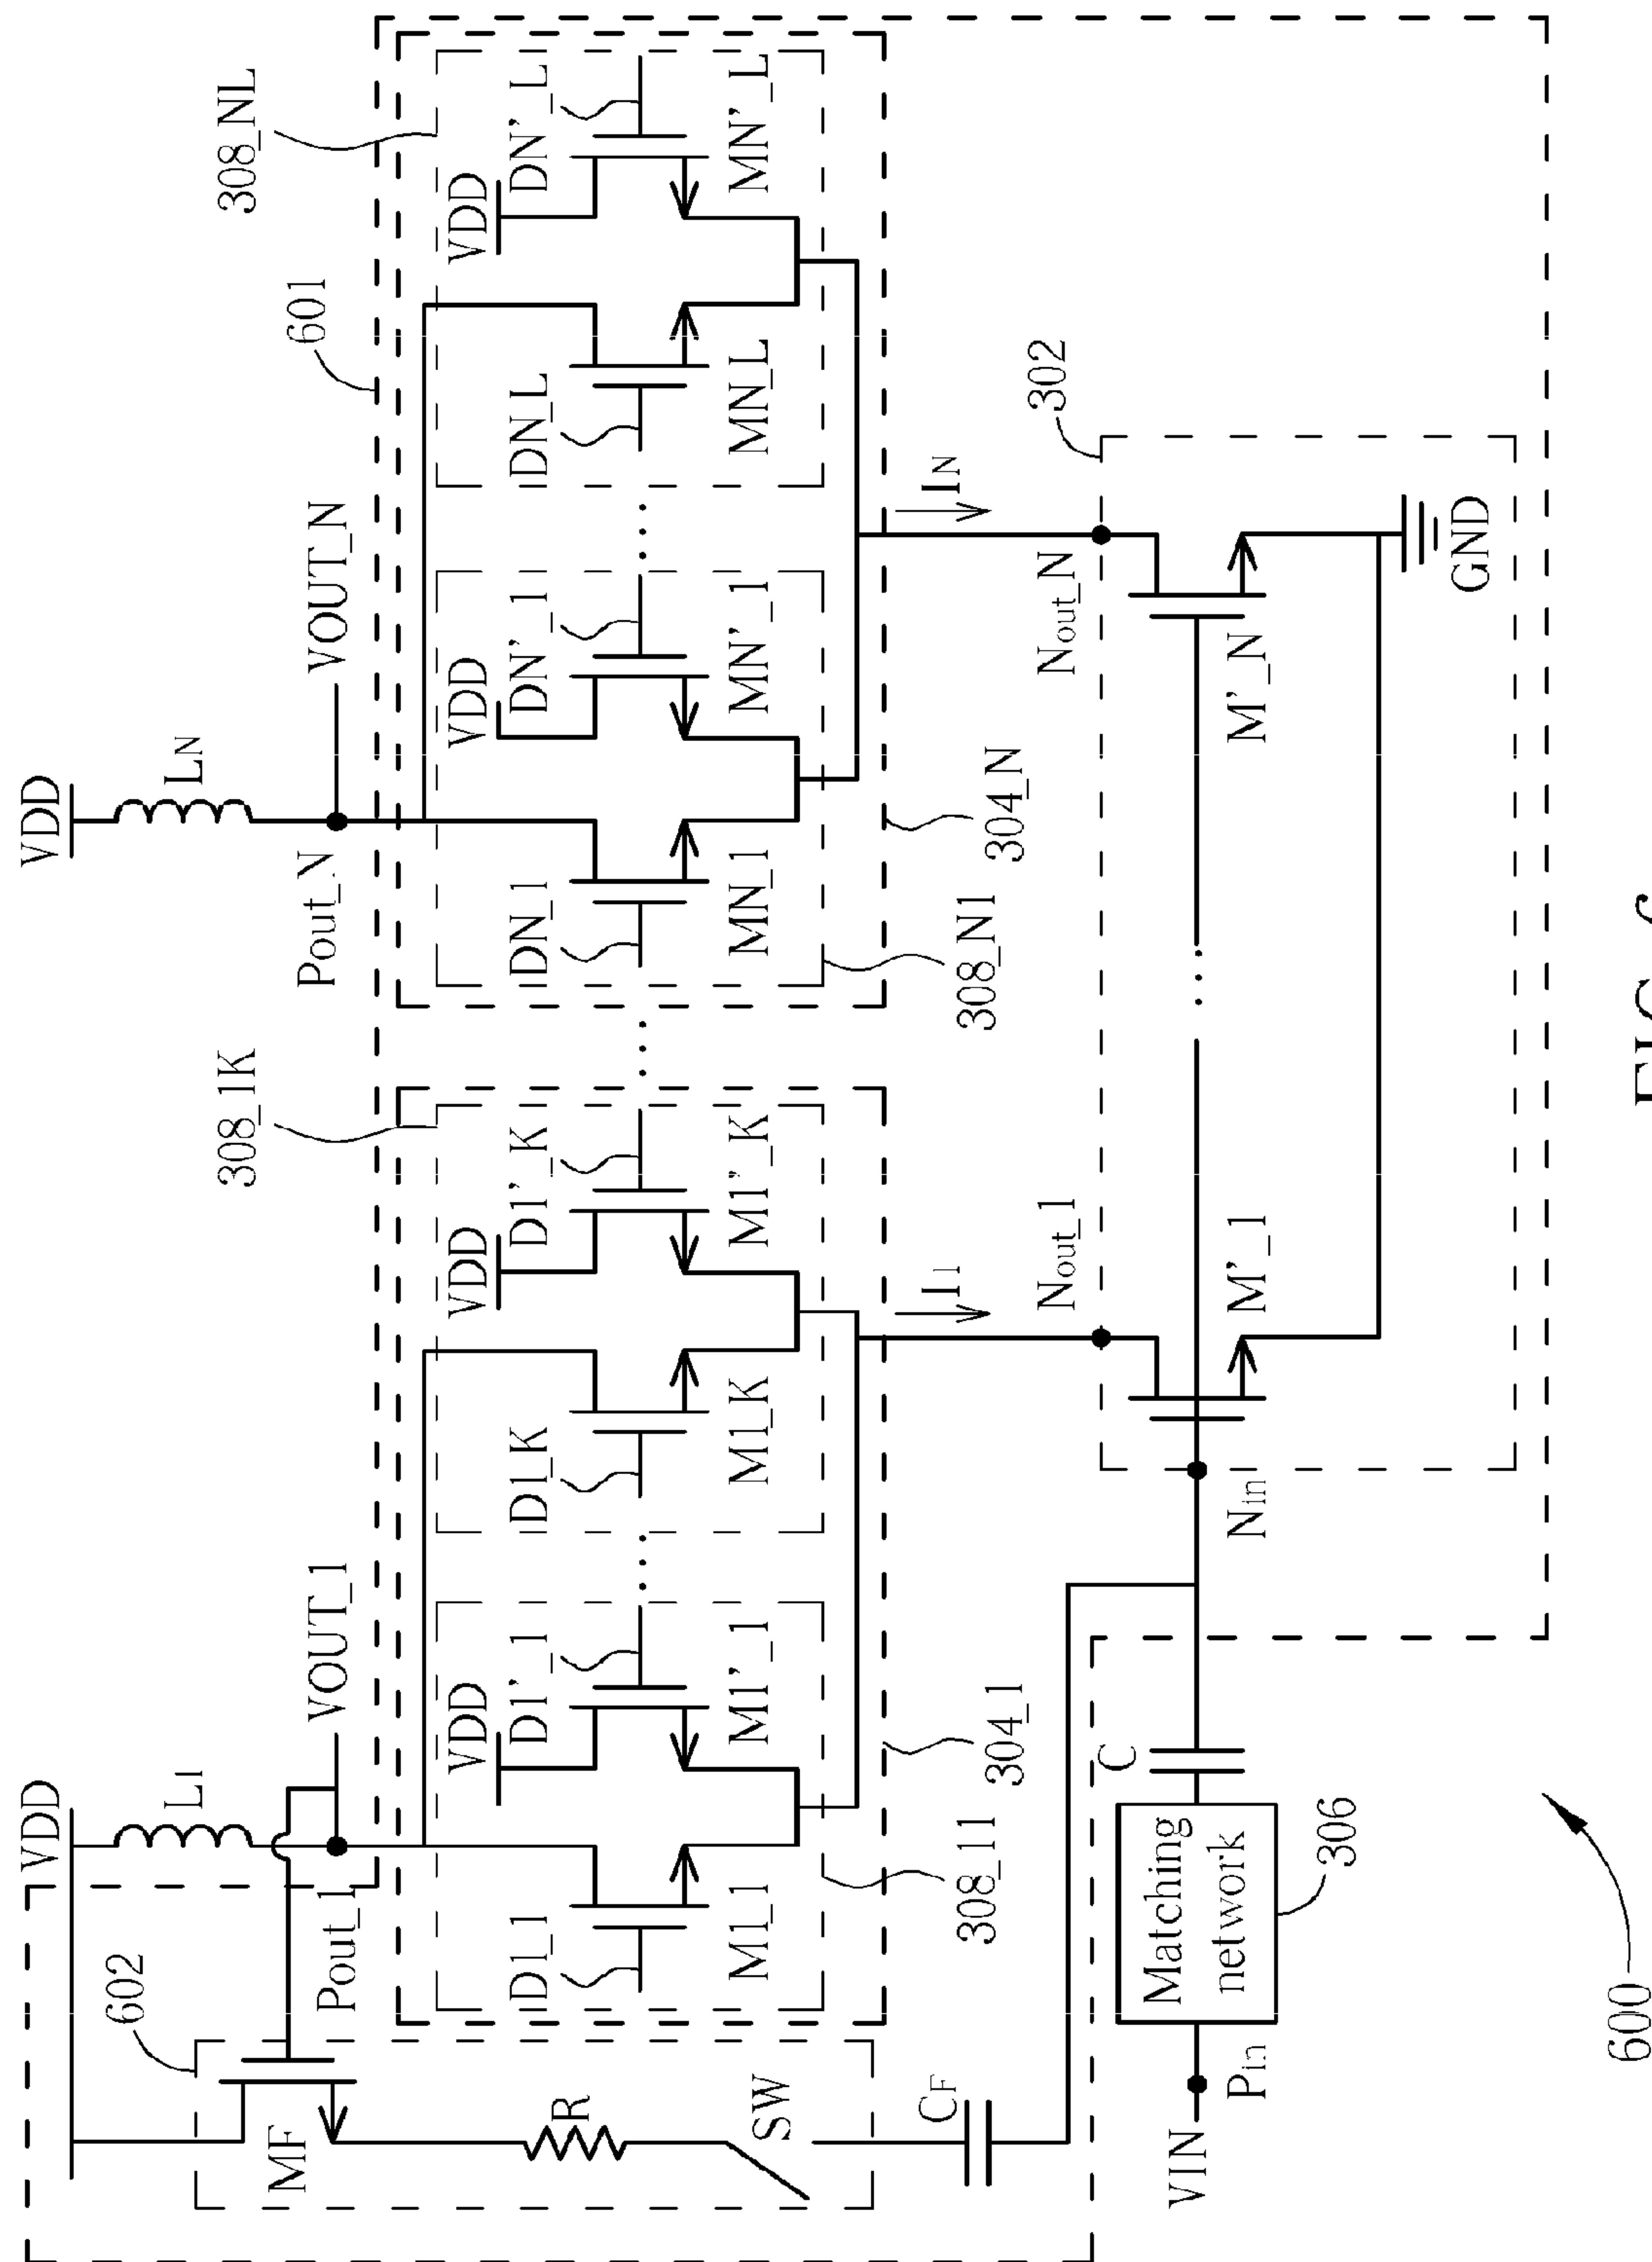 VDD
L1
VDD
LN
602
Pout_1
VOUT_1
Pout_N
VOUT_N
601
308_1K
308_NL
MF
R
SW
CF
D1_1
VDD
D1'_1
D1_K
VDD
D1'_K
DN_1
VDD
DN'_1
DN_L
VDD
DN'_L
...
...
...
M1_1
M1'_1
M1_K
M1'_K
MN_1
MN'_1
MN_L
MN'_L
308_11
304_1
I1
308_N1
304_N
IN
Nout_1
Nout_N
302
VIN
Pin
Matching
network
306
C
Nin
M'_1
...
M'_N
GND
600